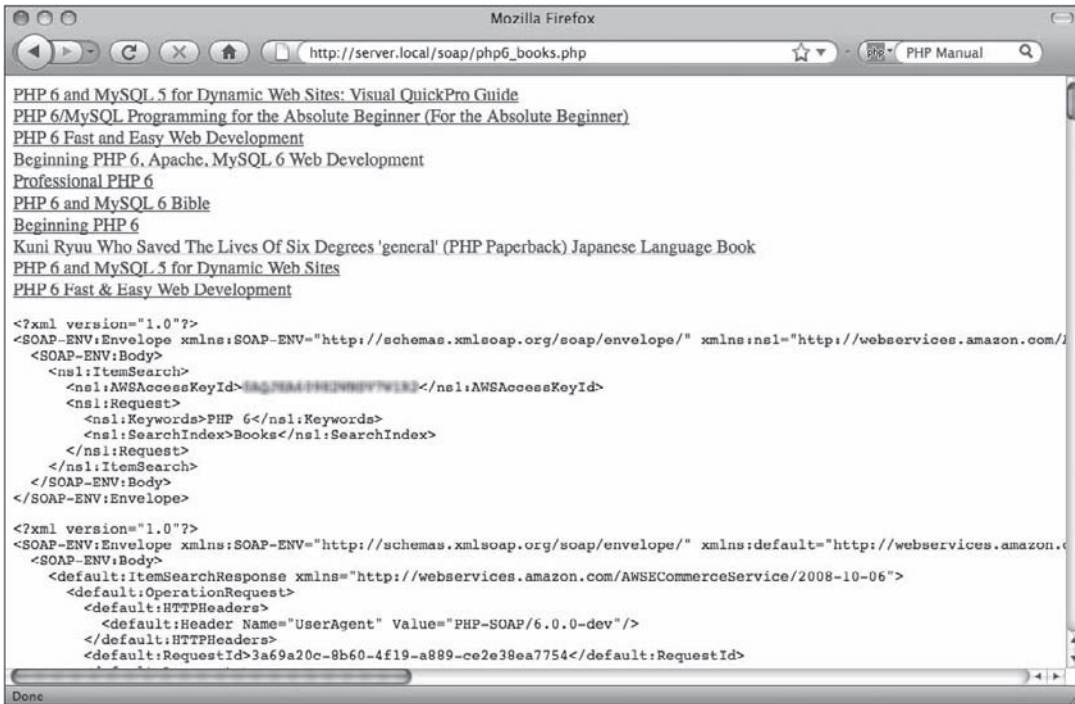 Mozilla Firefox
http://server.local/soap/php6_books.php
php
PHP Manual
PHP 6 and MySQL 5 for Dynamic Web Sites: Visual QuickPro Guide
PHP 6/MySQL Programming for the Absolute Beginner (For the Absolute Beginner)
PHP 6 Fast and Easy Web Development
Beginning PHP 6, Apache, MySQL 6 Web Development
Professional PHP 6
PHP 6 and MySQL 6 Bible
Beginning PHP 6
Kuni Ryuu Who Saved The Lives Of Six Degrees 'general' (PHP Paperback) Japanese Language Book
PHP 6 and MySQL 5 for Dynamic Web Sites
PHP 6 Fast & Easy Web Development
<?xml version="1.0"?>
<SOAP-ENV:Envelope xmlns:SOAP-ENV="http://schemas.xmlsoap.org/soap/envelope/" xmlns:ns1="http://webservices.amazon.com/
<SOAP-ENV:Body>
<ns1:ItemSearch>
<ns1:AWSAccessKeyId></ns1:AWSAccessKeyId>
<ns1:Request>
<ns1:Keywords>PHP 6</ns1:Keywords>
<ns1:SearchIndex>Books</ns1:SearchIndex>
</ns1:Request>
</ns1:ItemSearch>
</SOAP-ENV:Body>
</SOAP-ENV:Envelope>
<?xml version="1.0"?>
<SOAP-ENV:Envelope xmlns:SOAP-ENV="http://schemas.xmlsoap.org/soap/envelope/" xmlns:default="http://webservices.amazon.
<SOAP-ENV:Body>
<default:ItemSearchResponse xmlns="http://webservices.amazon.com/AWSECommerceService/2008-10-06">
<default:OperationRequest>
<default:HTTPHeaders>
<default:Header Name="UserAgent" Value="PHP-SOAP/6.0.0-dev"/>
</default:HTTPHeaders>
<default:RequestId>3a69a20c-8b60-4f19-a889-ce2e38ea7754</default:RequestId>
Done